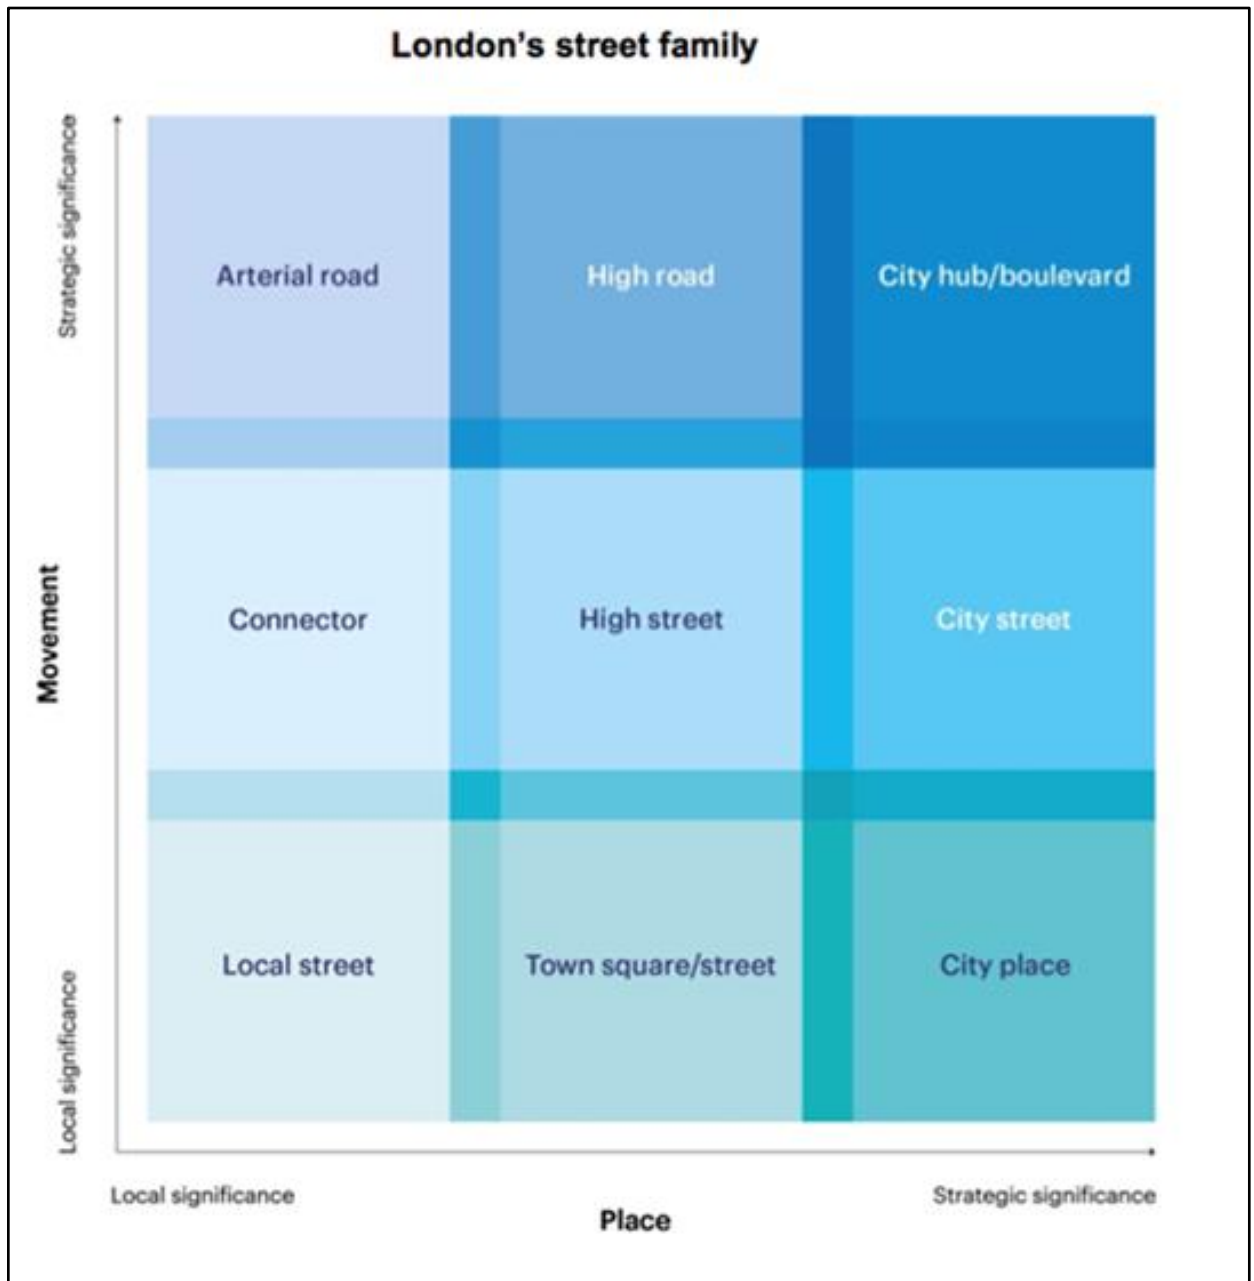 London's street family
Strategic significance
Arterial road
High road
City hub/boulevard
Movement
Connector
High street
City street
Local significance
Local street
Town square/street
City place
Local significance
Strategic significance
Place